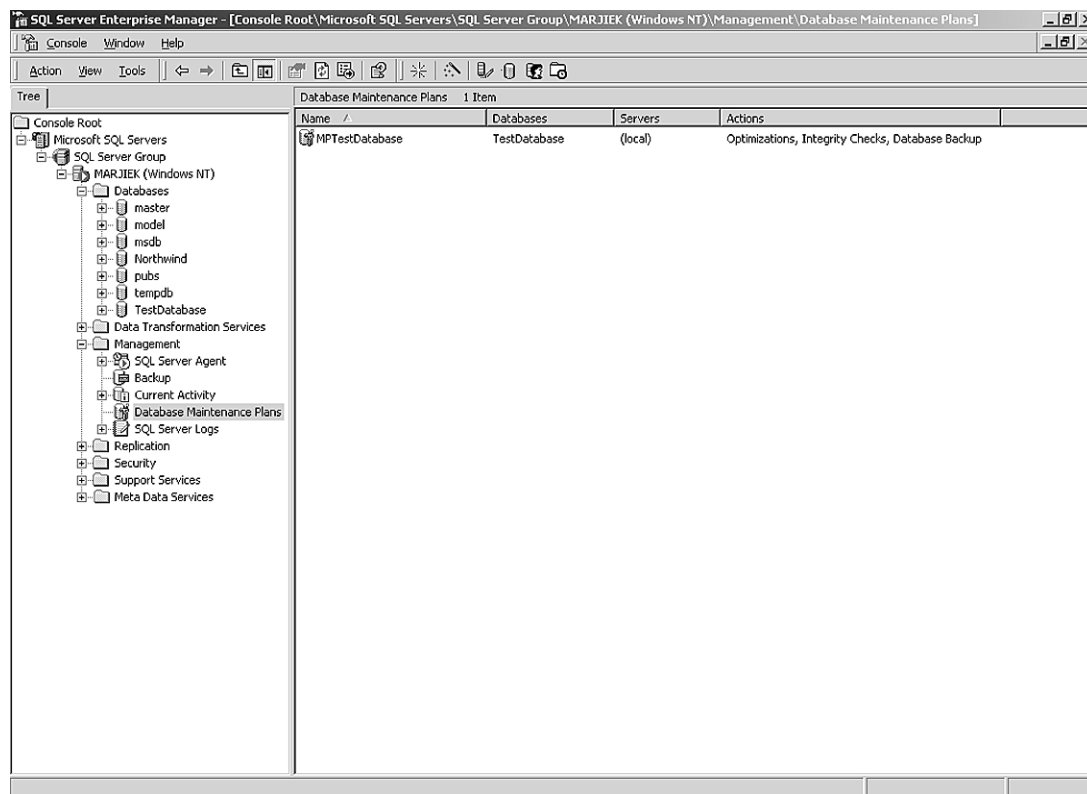 SQL Server Enterprise Manager - [Console Root\Microsoft SQL Servers\SQL Server Group\MARJIEK (Windows NT)\Management\Database Maintenance Plans]
Console Window Help
Action View Tools
Tree
Database Maintenance Plans 1 Item
Console Root
Microsoft SQL Servers
SQL Server Group
MARJIEK (Windows NT)
Databases
master
model
msdb
Northwind
pubs
tempdb
TestDatabase
Data Transformation Services
Management
SQL Server Agent
Backup
Current Activity
Database Maintenance Plans
SQL Server Logs
Replication
Security
Support Services
Meta Data Services
Name Databases Servers Actions
MPTestDatabase TestDatabase (local) Optimizations, Integrity Checks, Database Backup